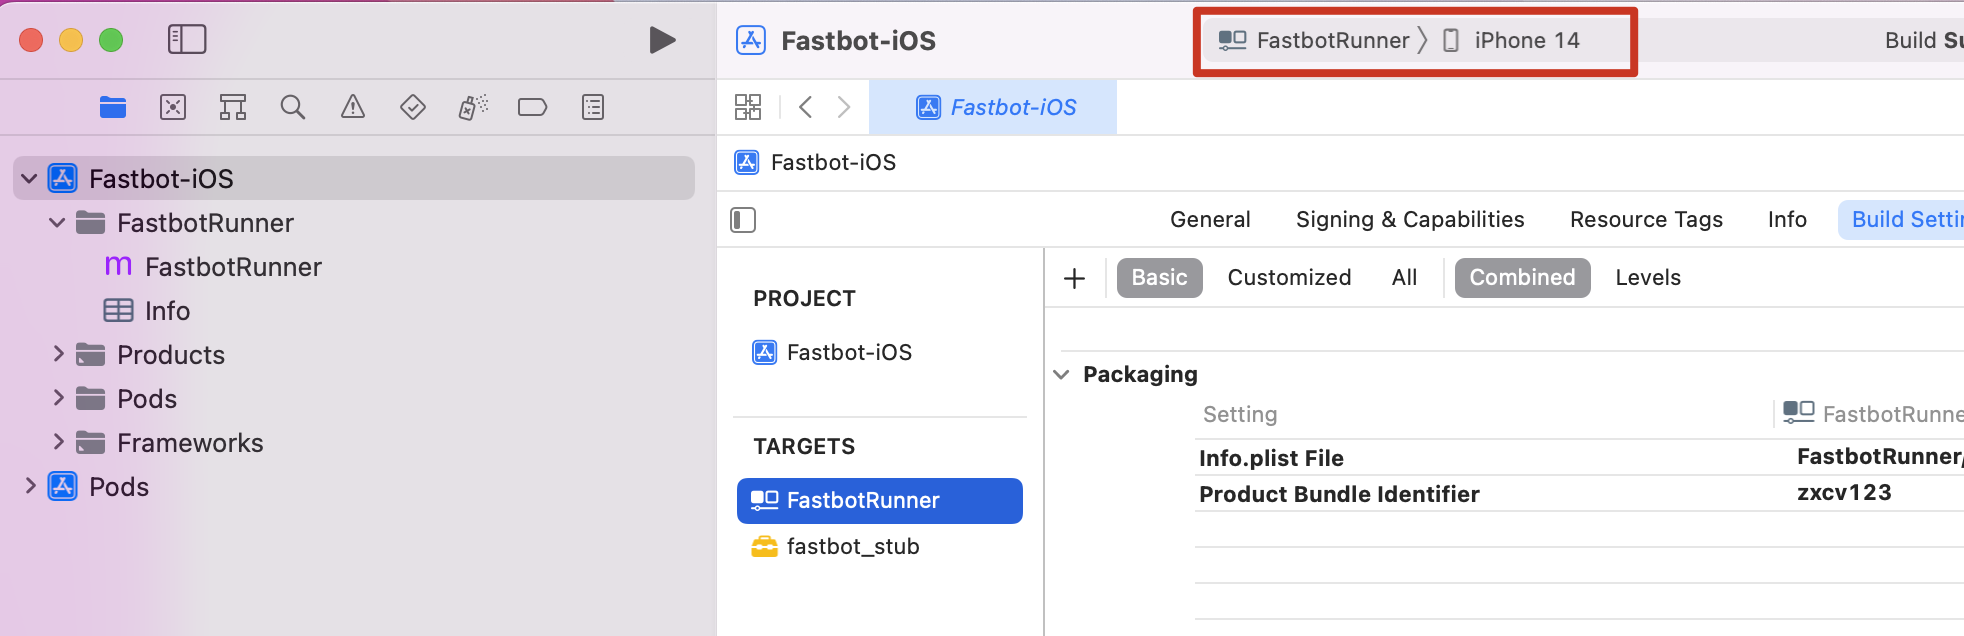 Fastbot-iOS
FastbotRunner
iPhone 14
Build Su
Fastbot-iOS
Fastbot-iOS
Fastbot-iOS
FastbotRunner
m FastbotRunner
Info
Products
Pods
Frameworks
Pods
General Signing & Capabilities Resource Tags Info Build Settin
Basic Customized All Combined Levels
PROJECT
Fastbot-iOS
TARGETS
FastbotRunner
fastbot_stub
Packaging
Setting FastbotRunne
Info.plist File FastbotRunner/
Product Bundle Identifier zxcv123